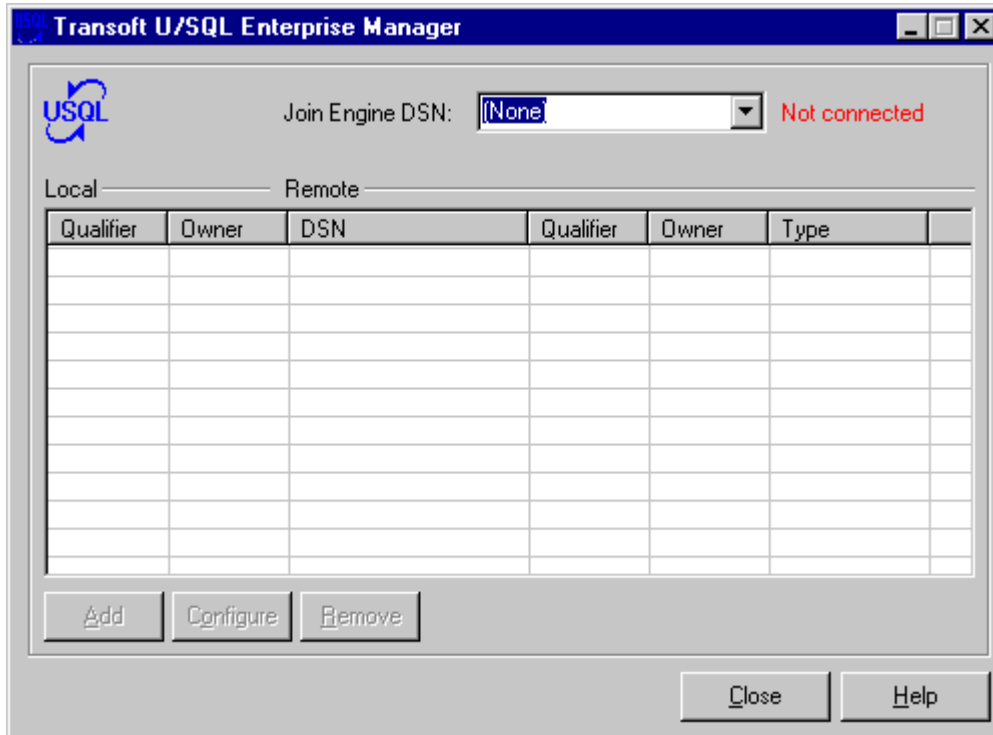 USQL Transoft U/SQL Enterprise Manager
USQL
Join Engine DSN: (None) Not connected
Local Remote
Qualifier Owner DSN Qualifier Owner Type
Add Configure Remove
Close Help